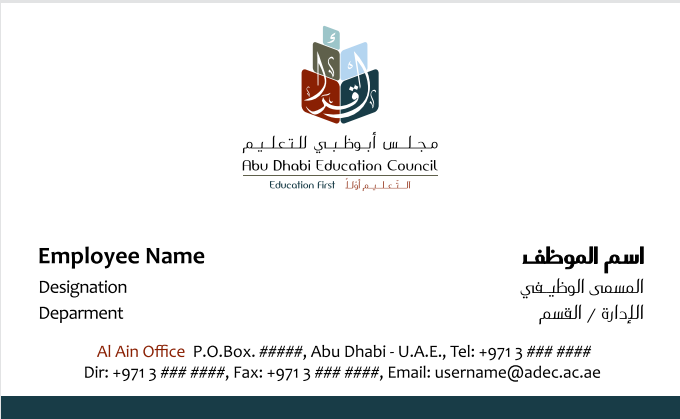 اقرأ
مجلس أبوظبي للتعليم
Abu Dhabi Education Council
Education First التعليم أولاً
Employee Name اسم الموظف
Designation المسمى الوظيفي
Deparment الإدارة / القسم
Al Ain Office P.O.Box. #####, Abu Dhabi - U.A.E., Tel: +971 3 ### ####
Dir: +971 3 ### ####, Fax: +971 3 ### ####, Email: username@adec.ac.ae